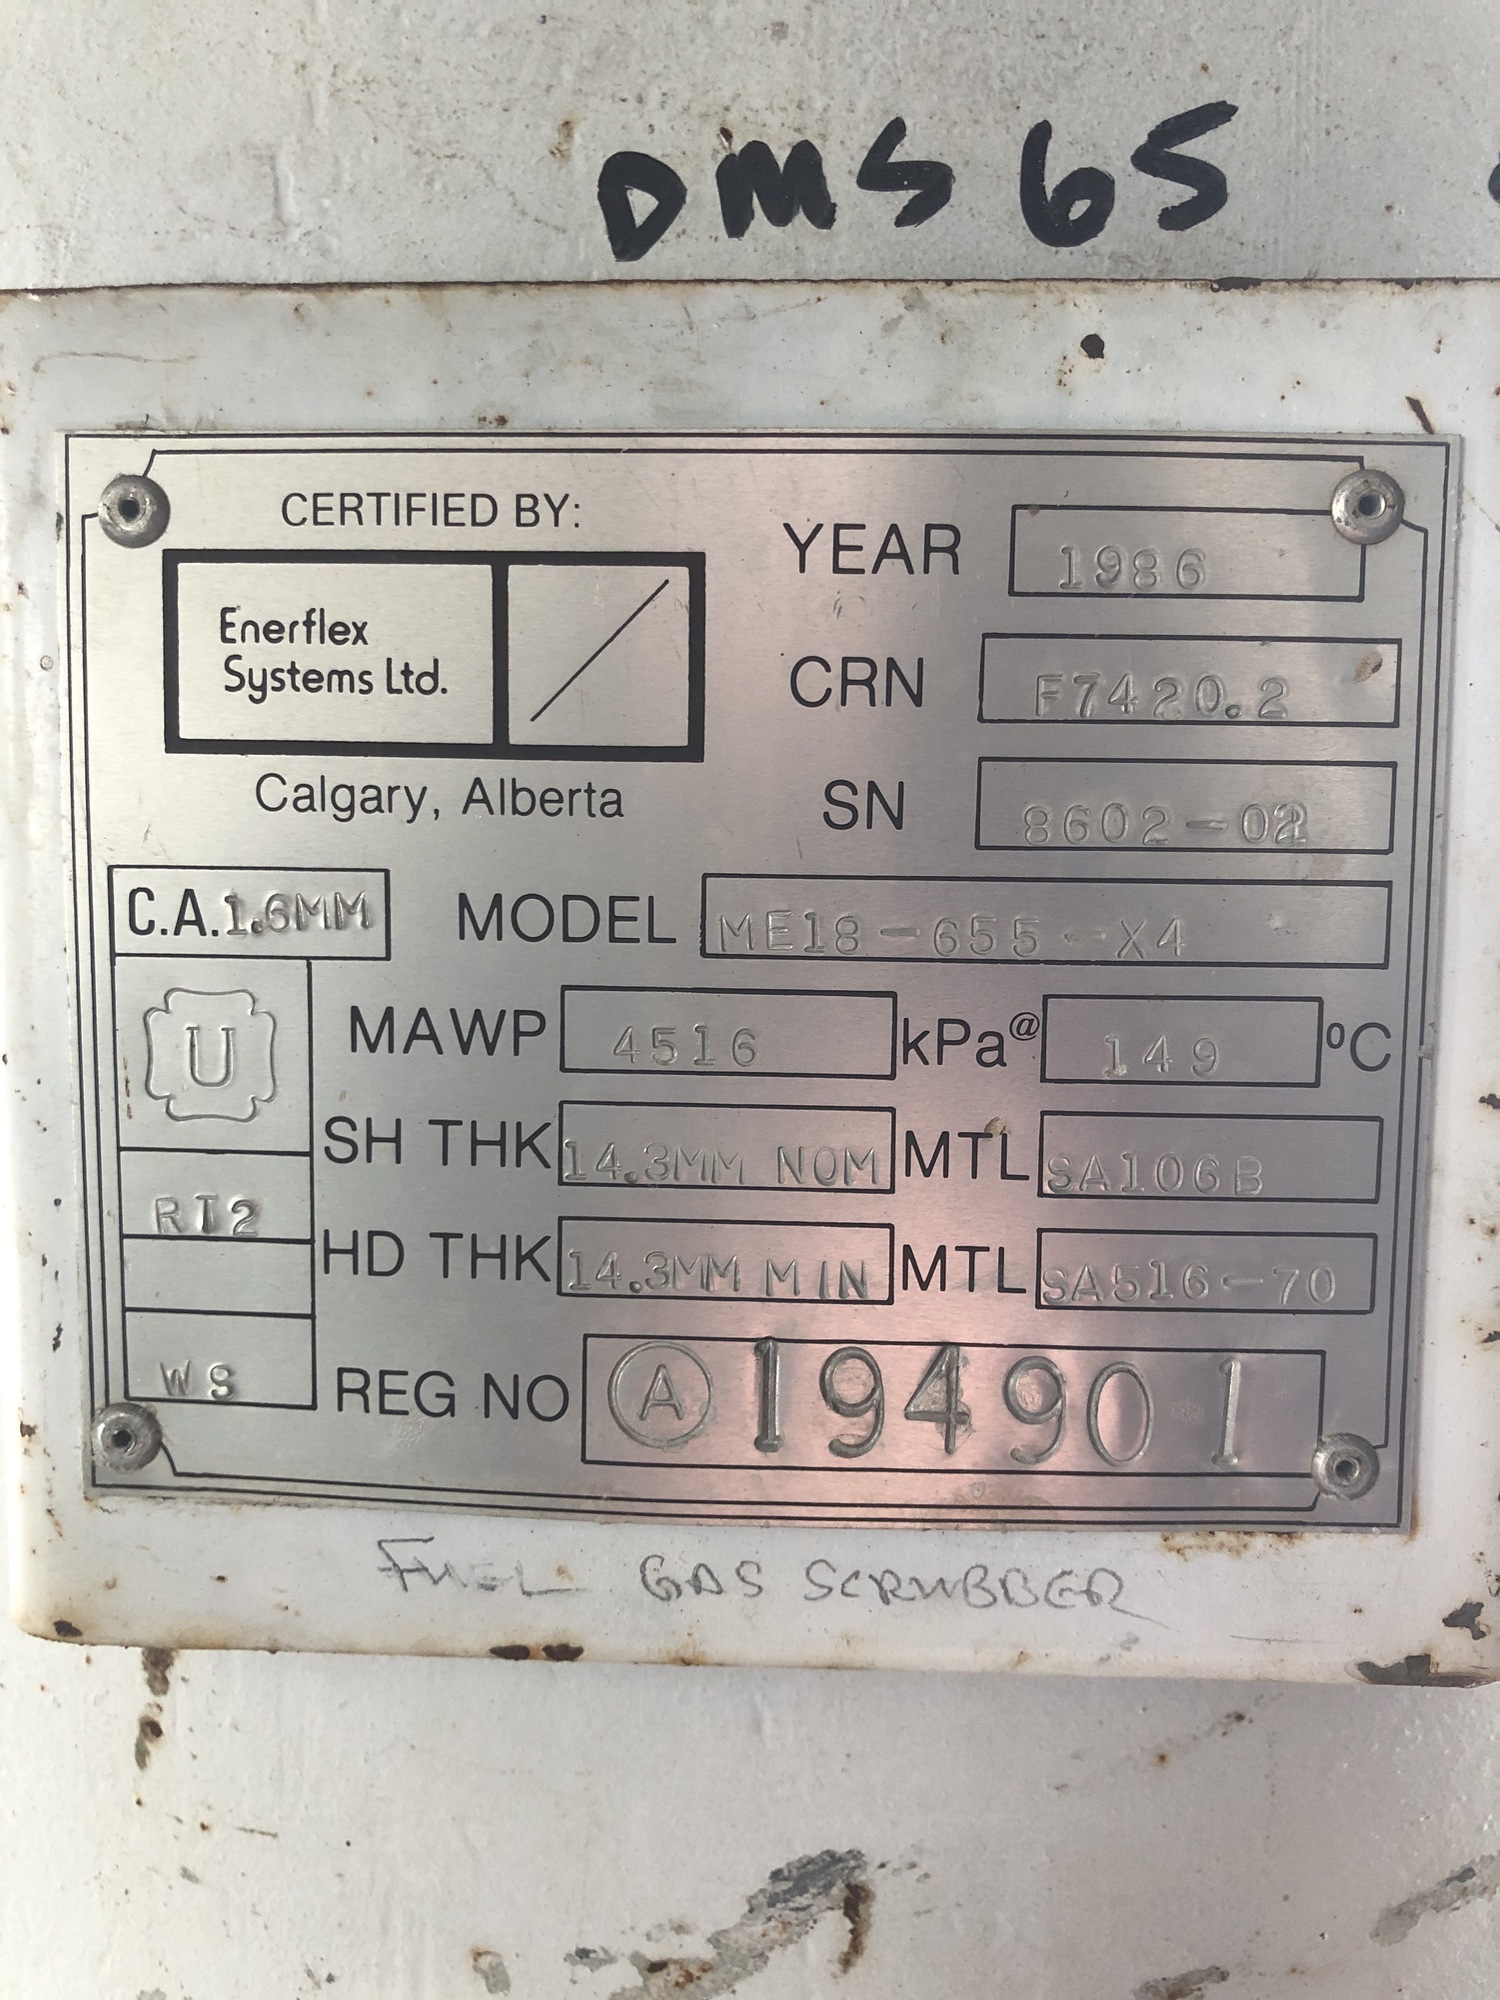 DMS 65
CERTIFIED BY:
Enerflex
Systems Ltd.
Calgary, Alberta
YEAR 1986
CRN F7420.2
SN 8602-02
C.A. 1.6MM
MODEL ME18-655-X4
U
MAWP 4516 kPa@ 149 ºC
SH THK 14.3MM NOM MTL SA106B
RT2
HD THK 14.3MM MIN MTL SA516-70
WS
REG NO A 194901
FUEL GAS SCRUBBER